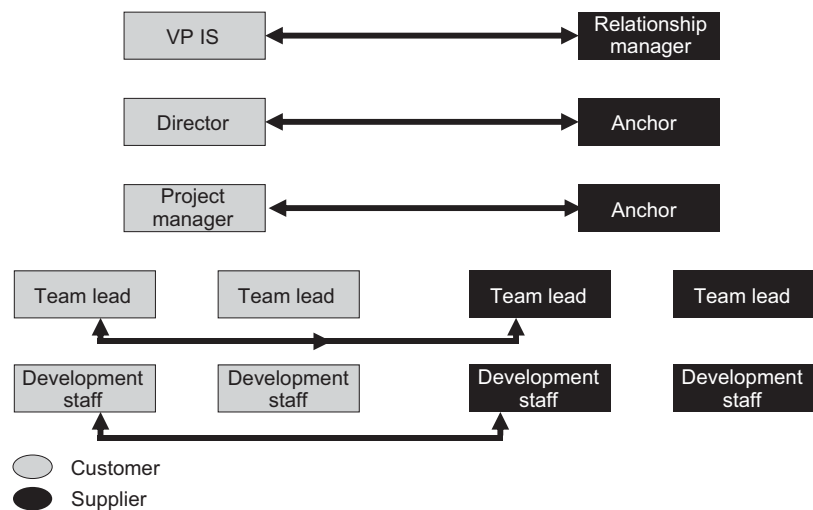 VP IS
Relationship
manager
Director
Anchor
Project
manager
Anchor
Team lead
Team lead
Team lead
Team lead
Development
staff
Development
staff
Development
staff
Development
staff
Customer
Supplier